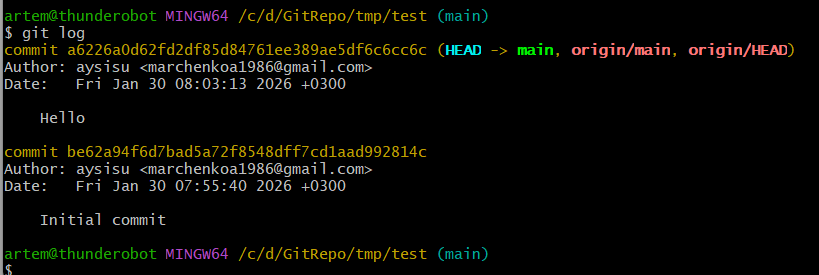 artem@thunderobot MINGW64 /c/d/GitRepo/tmp/test (main)
$ git log
commit a6226a0d62fd2df85d84761ee389ae5df6c6cc6c (HEAD -> main, origin/main, origin/HEAD)
Author: aysisu <marchenkoa1986@gmail.com>
Date:   Fri Jan 30 08:03:13 2026 +0300
    Hello
commit be62a94f6d7bad5a72f8548dff7cd1aad992814c
Author: aysisu <marchenkoa1986@gmail.com>
Date:   Fri Jan 30 07:55:40 2026 +0300
    Initial commit
artem@thunderobot MINGW64 /c/d/GitRepo/tmp/test (main)
$